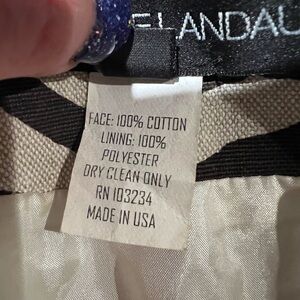 ELANDAU
FACE: 100% COTTON
LINING: 100%
POLYESTER
DRY CLEAN ONLY
RN 103234
MADE IN USA